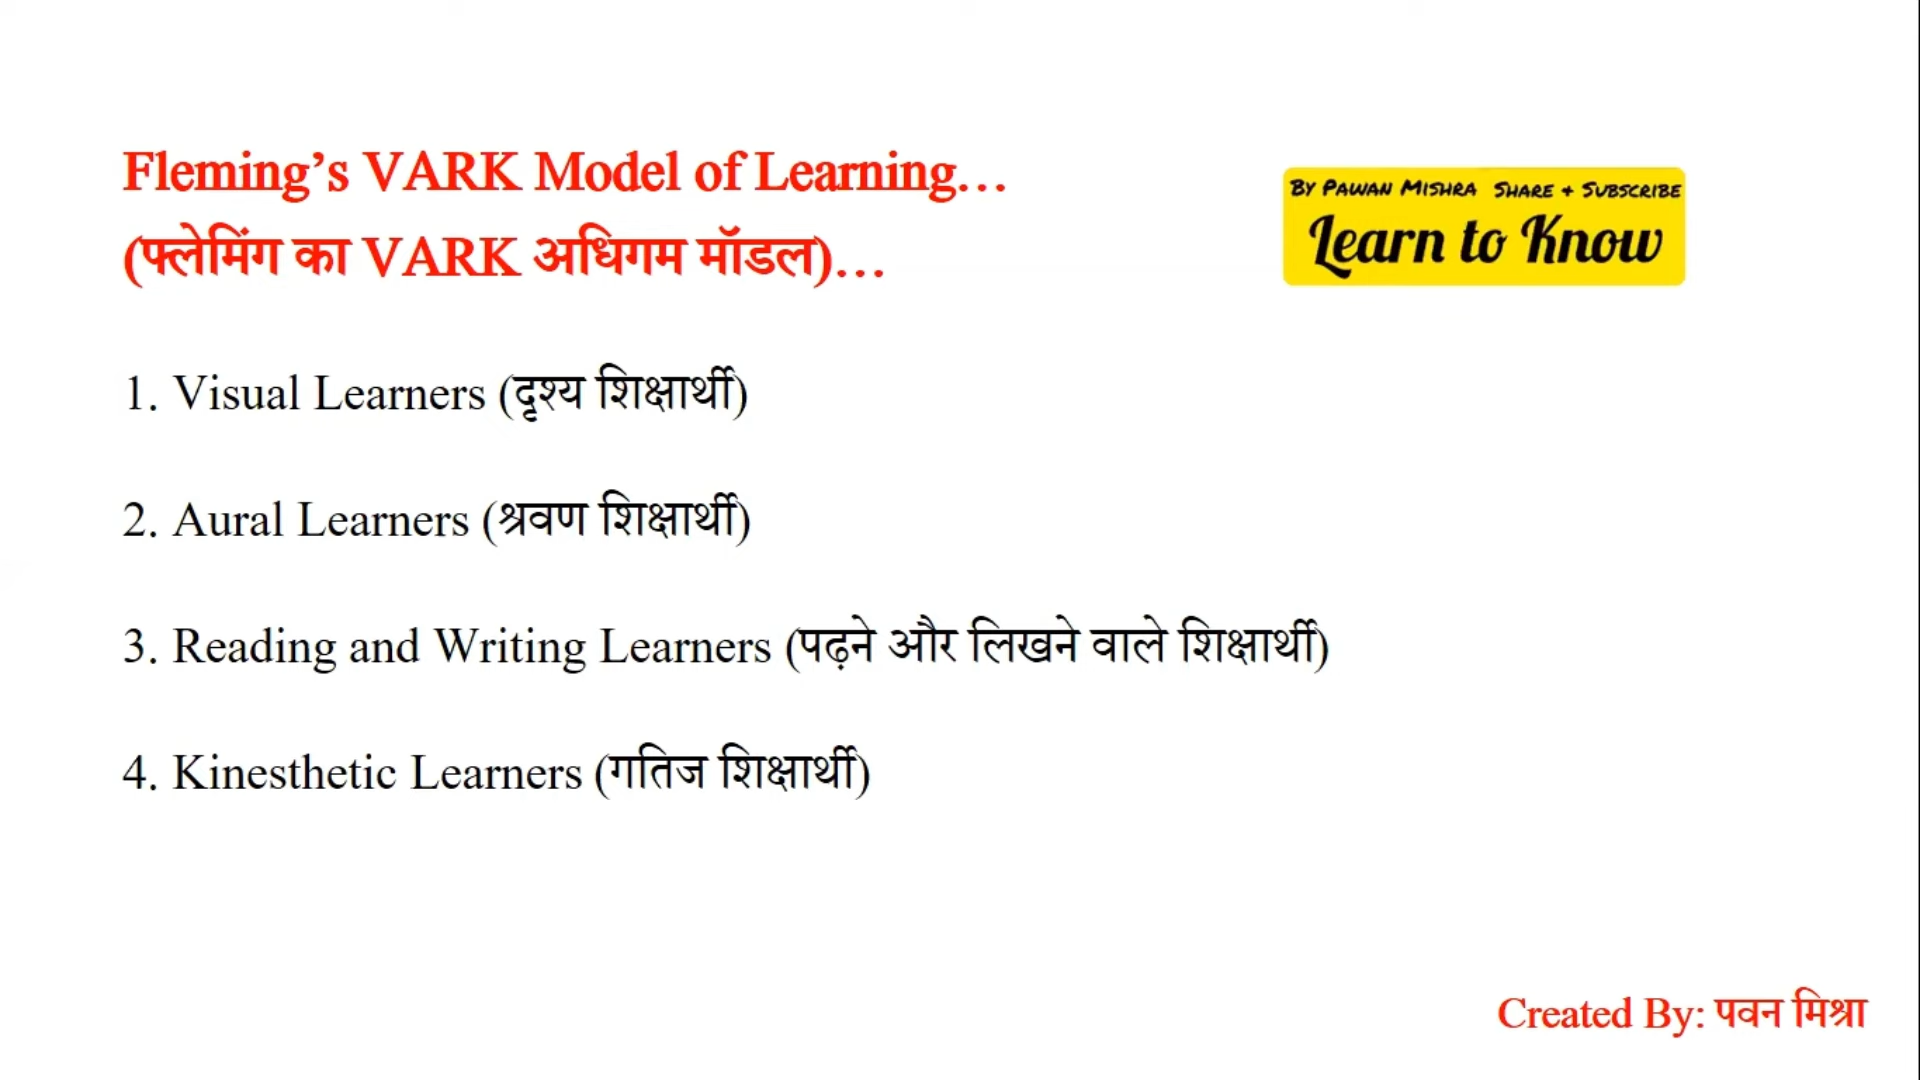 Fleming’s VARK Model of Learning…
(फ्लेमिंग का VARK अधिगम मॉडल)…
By Pawan Mishra Share + Subscribe
Learn to Know
1. Visual Learners (दृश्य शिक्षार्थी)
2. Aural Learners (श्रवण शिक्षार्थी)
3. Reading and Writing Learners (पढ़ने और लिखने वाले शिक्षार्थी)
4. Kinesthetic Learners (गतिज शिक्षार्थी)
Created By: पवन मिश्रा